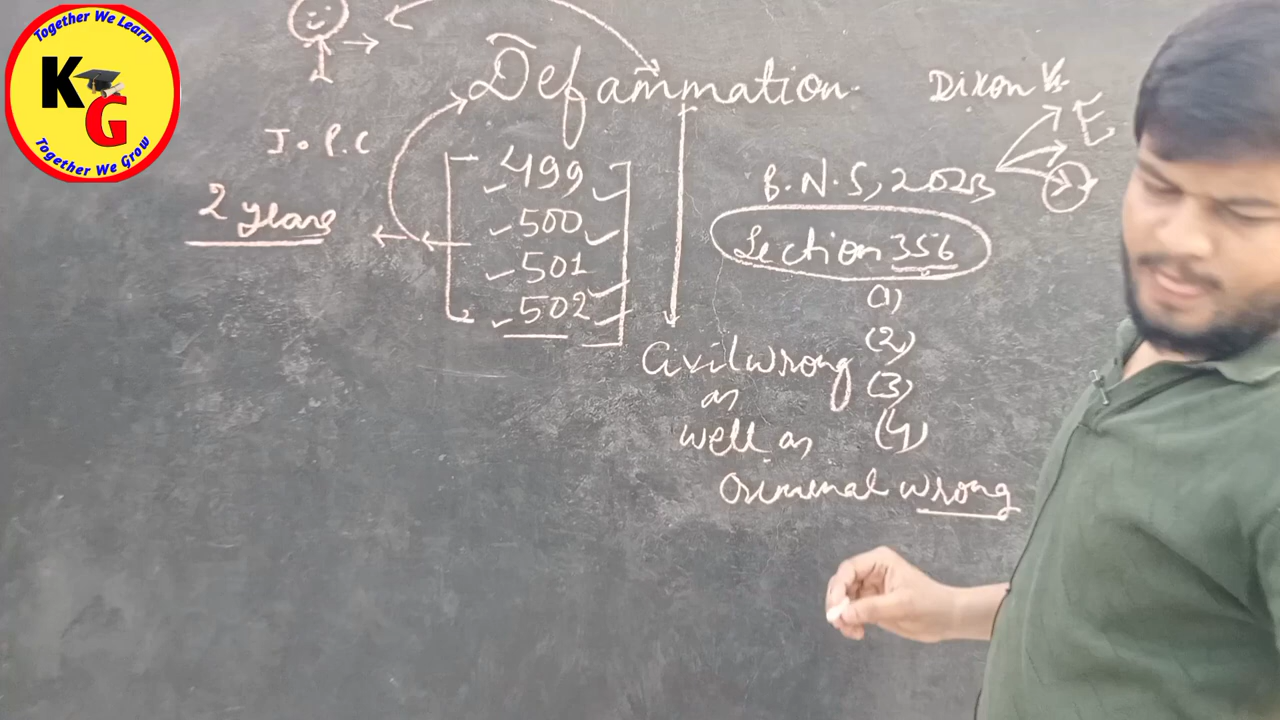 Together We Learn
KG
Together We Grow
Defammation
Dixon Vs
I.P.C
499
500
501
502
2 years
B.N.S, 2023
Section 356
(1)
(2)
(3)
(4)
Civil wrong
as
well as
Criminal wrong